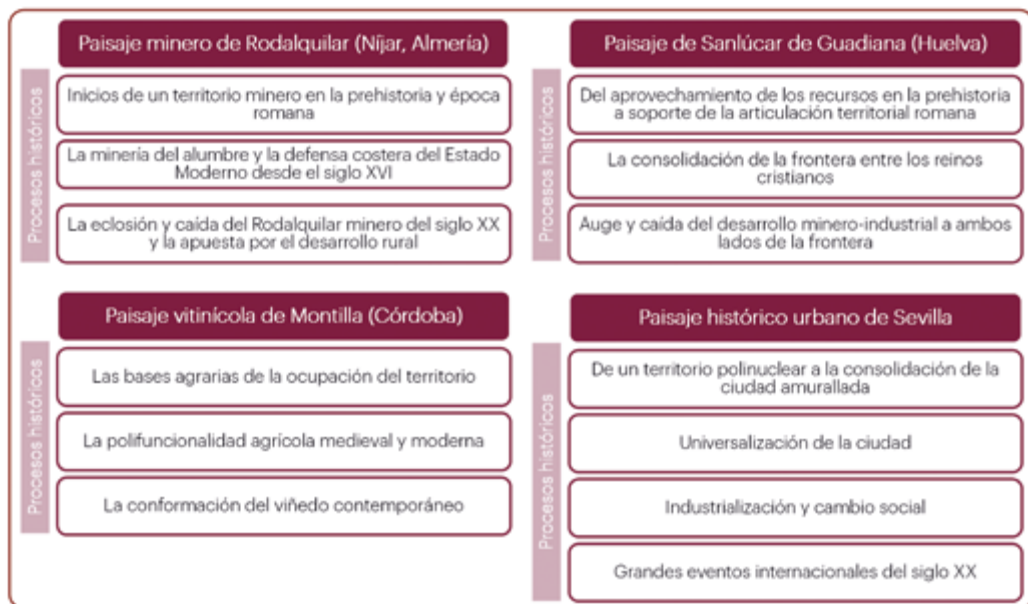 Paisaje minero de Rodalquilar (Níjar, Almería)
Procesos históricos
Inicios de un territorio minero en la prehistoria y época
romana
La minería del alumbre y la defensa costera del Estado
Moderno desde el siglo XVI
La eclosión y caída del Rodalquilar minero del siglo XX
y la apuesta por el desarrollo rural
Paisaje de Sanlúcar de Guadiana (Huelva)
Procesos históricos
Del aprovechamiento de los recursos en la prehistoria
a soporte de la articulación territorial romana
La consolidación de la frontera entre los reinos
cristianos
Auge y caída del desarrollo minero-industrial a ambos
lados de la frontera
Paisaje vitinícola de Montilla (Córdoba)
Procesos históricos
Las bases agrarias de la ocupación del territorio
La polifuncionalidad agrícola medieval y moderna
La conformación del viñedo contemporáneo
Paisaje histórico urbano de Sevilla
Procesos históricos
De un territorio polinuclear a la consolidación de la
ciudad amurallada
Universalización de la ciudad
Industrialización y cambio social
Grandes eventos internacionales del siglo XX